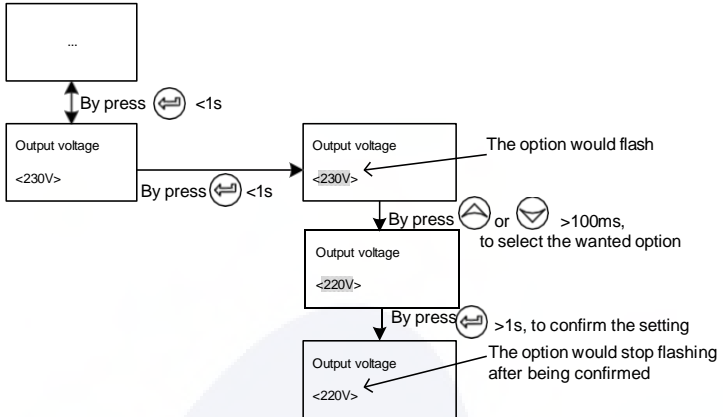 ...
By press <1s
Output voltage
<230V>
By press <1s
Output voltage
<230V>
The option would flash
By press or >100ms,
to select the wanted option
Output voltage
<220V>
By press >1s, to confirm the setting
Output voltage
<220V>
The option would stop flashing
after being confirmed